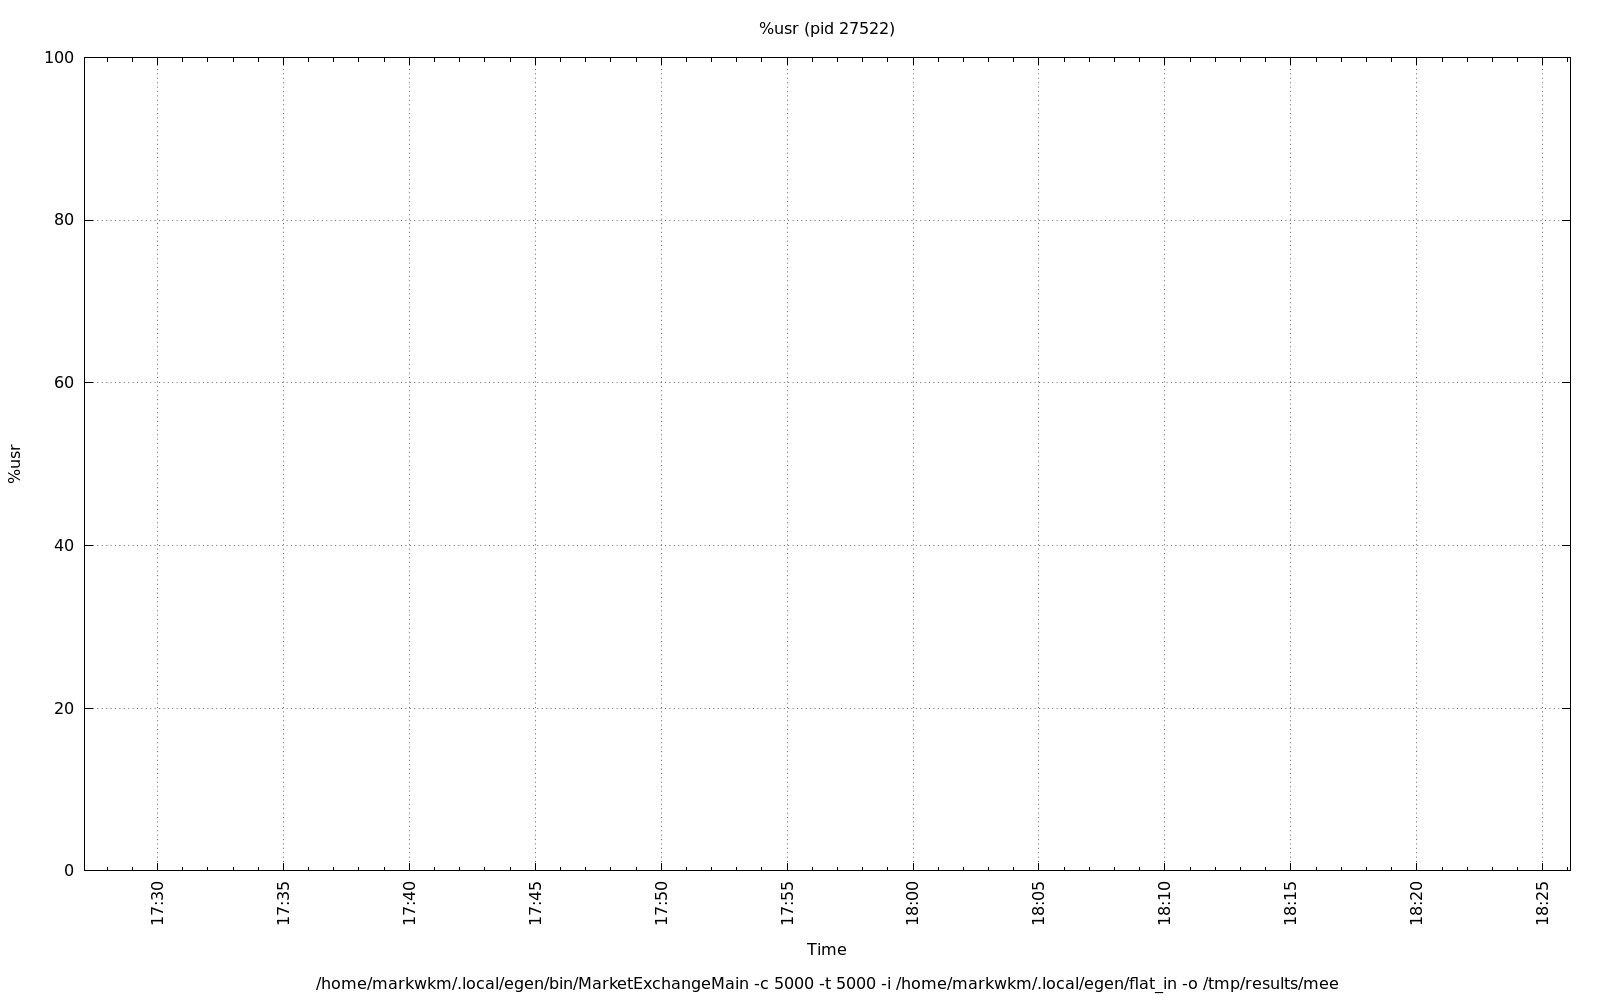 %usr (pid 27522)
100
80
60
40
20
0
%usr
17:30 17:35 17:40 17:45 17:50 17:55 18:00 18:05 18:10 18:15 18:20 18:25
Time
/home/markwkm/.local/egen/bin/MarketExchangeMain -c 5000 -t 5000 -i /home/markwkm/.local/egen/flat_in -o /tmp/results/mee